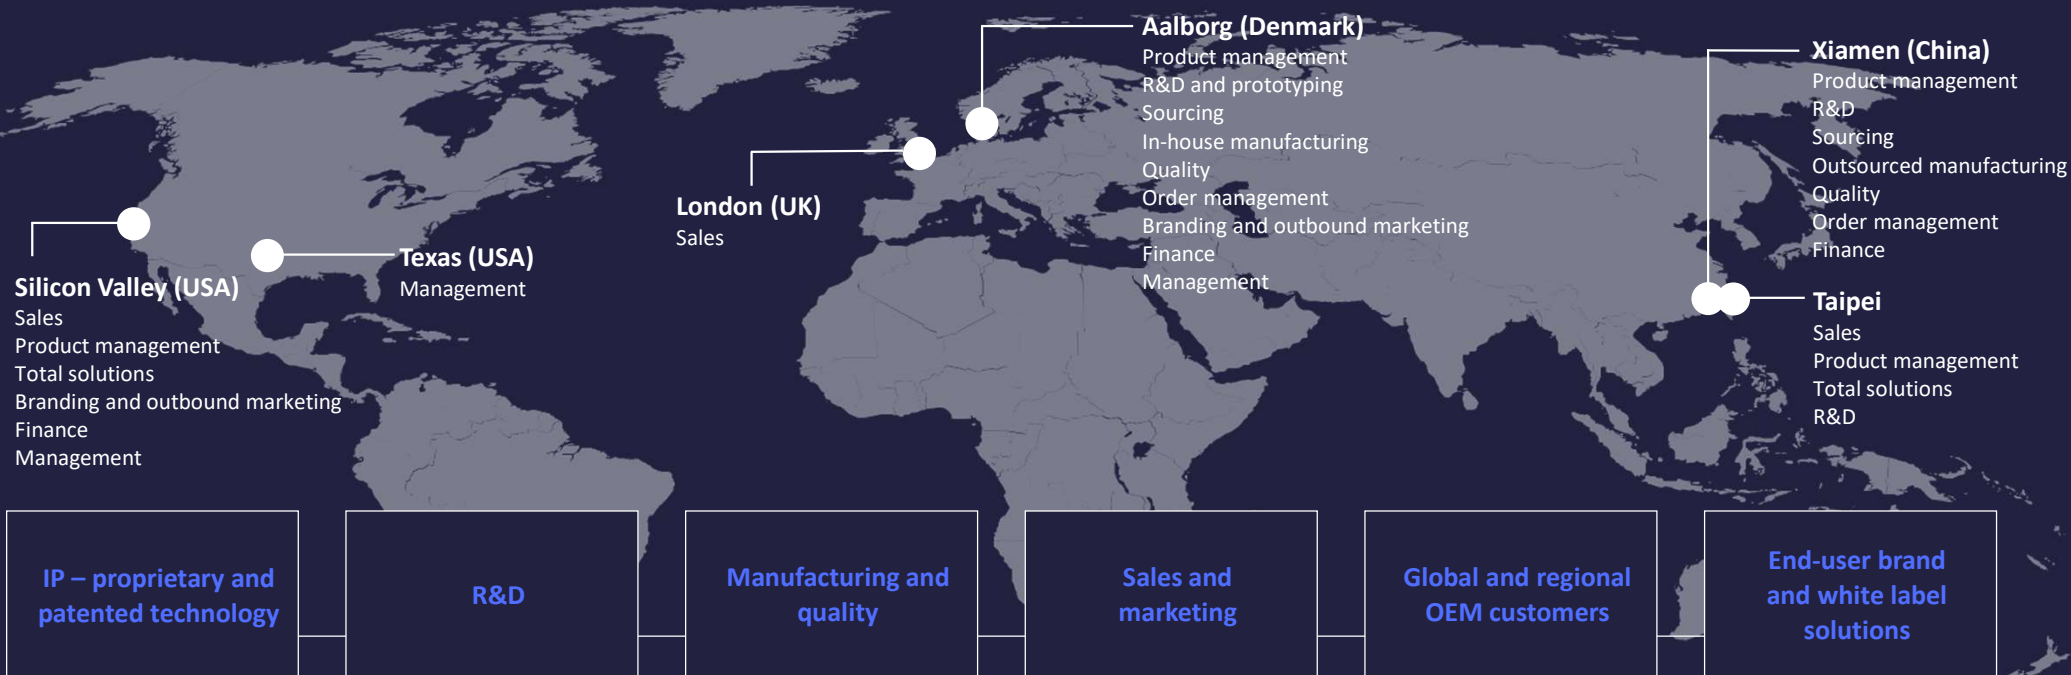 Aalborg (Denmark)
Product management
R&D and prototyping
Sourcing
In-house manufacturing
Quality
Order management
Branding and outbound marketing
Finance
Management
Xiamen (China)
Product management
R&D
Sourcing
Outsourced manufacturing
Quality
Order management
Finance
London (UK)
Sales
Texas (USA)
Management
Silicon Valley (USA)
Sales
Product management
Total solutions
Branding and outbound marketing
Finance
Management
Taipei
Sales
Product management
Total solutions
R&D
IP – proprietary and
patented technology
R&D
Manufacturing and
quality
Sales and
marketing
Global and regional
OEM customers
End-user brand
and white label
solutions